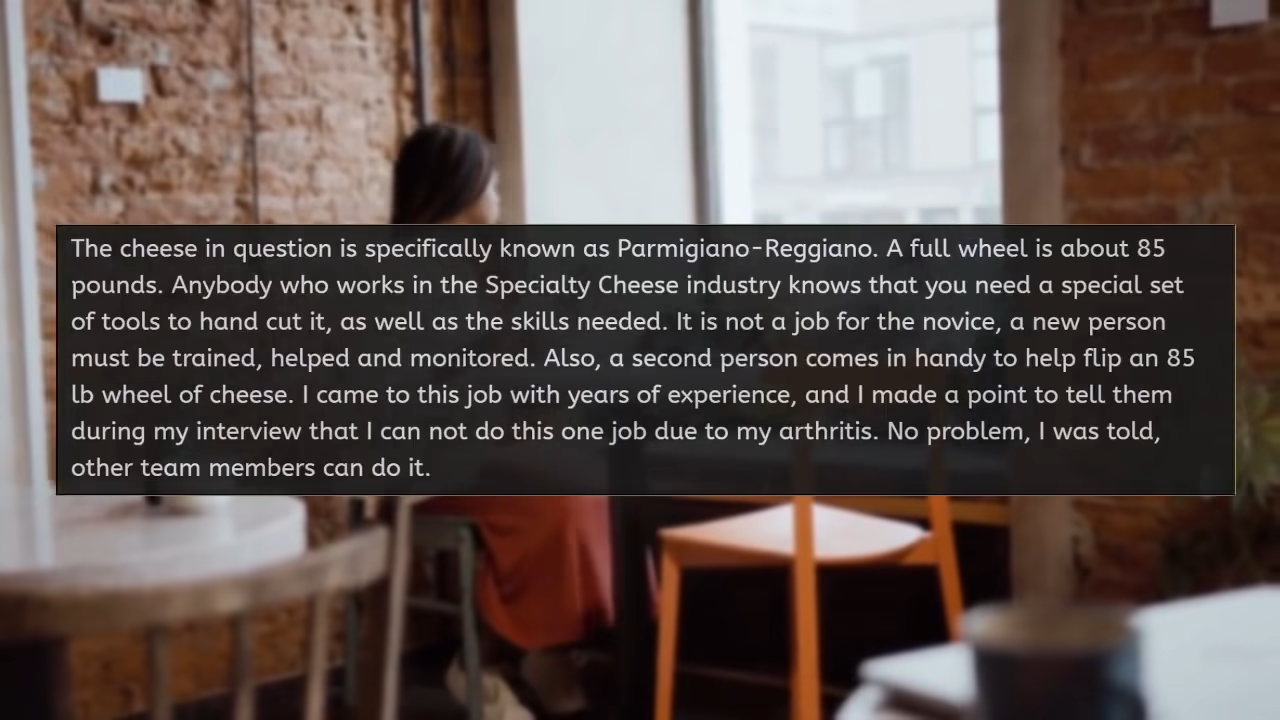 The cheese in question is specifically known as Parmigiano-Reggiano. A full wheel is about 85
pounds. Anybody who works in the Specialty Cheese industry knows that you need a special set
of tools to hand cut it, as well as the skills needed. It is not a job for the novice, a new person
must be trained, helped and monitored. Also, a second person comes in handy to help flip an 85
lb wheel of cheese. I came to this job with years of experience, and I made a point to tell them
during my interview that I can not do this one job due to my arthritis. No problem, I was told,
other team members can do it.